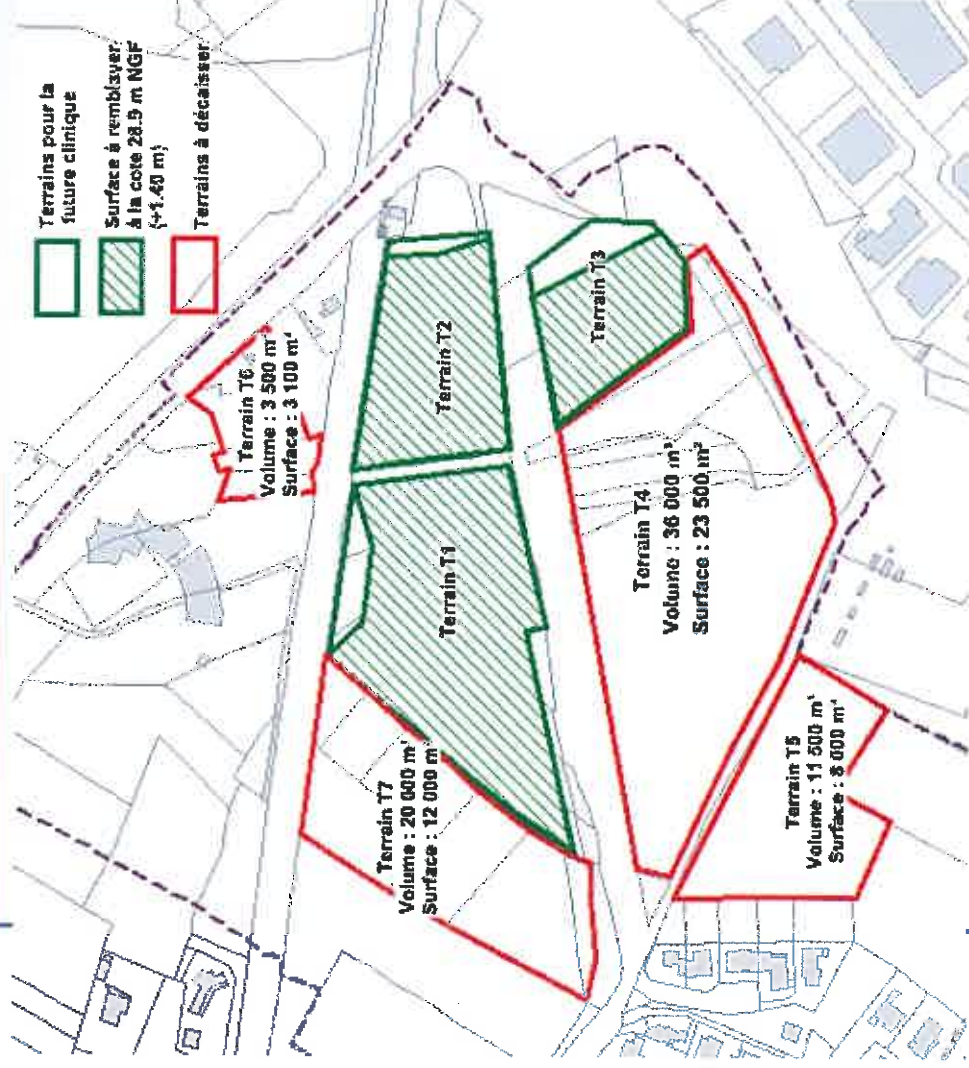 Terrains pour la
future clinique
Surface à remblayer
à la cote 28.9 m NGF
(+1.40 m)
Terrains à décaisser
Terrain T6
Volume : 3 500 m³
Surface : 3 100 m²
Terrain T2
Terrain T3
Terrain T1
Terrain T4
Volume : 36 000 m³
Surface : 23 500 m²
Terrain T7
Volume : 20 000 m³
Surface : 12 000 m²
Terrain T5
Volume : 11 500 m³
Surface : 8 000 m²